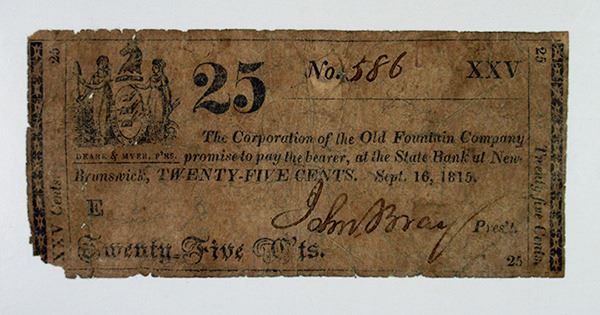 25
25
No. 586
XXV
25
The Corporation of the Old Fountain Company
DEARE & MYER, P'RS.
promise to pay the bearer, at the State Bank at New-
Brunswick, TWENTY-FIVE CENTS. Sept. 16, 1815.
E
John Bray
Pres't.
Twenty-Five C'ts.
25
XXV Cents.
Twenty five Cents.